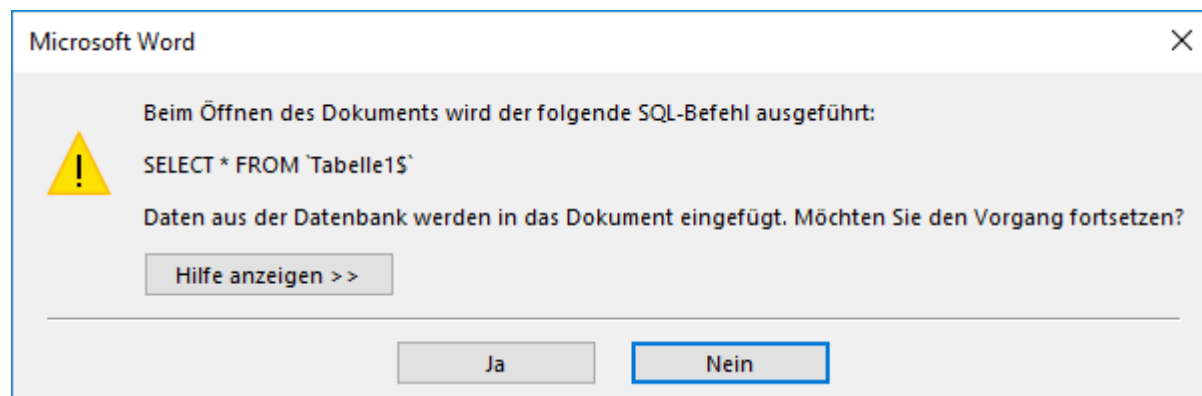 Microsoft Word
Beim Öffnen des Dokuments wird der folgende SQL-Befehl ausgeführt:
SELECT * FROM `Tabelle1$`
Daten aus der Datenbank werden in das Dokument eingefügt. Möchten Sie den Vorgang fortsetzen?
Hilfe anzeigen >>
Ja Nein